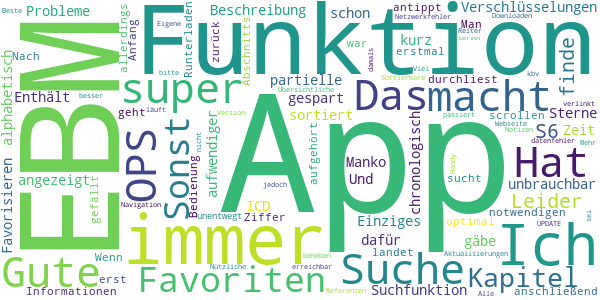 Beste
Eigene
Netzwerkfehler
Downloaden
antippt
Reiter
Verschlüsselungen
Probleme
allerdings
Anfang
Runterladen
Beschreibung
zurück
schon
war
damals
kurz
erstmal
Man
Viel
Sortierbare
Übersichtliche
Nach
besser
bitte
Abschnitts
partielle
durchliest
kbv
finde
verlinkt
Enthält
alphabetisch
EBM
Funktion
super
gespart
Das
macht
scrollen
Webseite
Sterne
Notizen
geht
läuft
OPS
Sonst
aufwendiger
Version
sortiert
aufgehört
App
chronologisch
S6
Zeit
passiert
datenfehler
Mehr
Favorisieren
angezeigt
gefällt
Bedienung
nicht
Manko
Und
sucht
Handy
Hat
unbrauchbar
Wenn
Navigation
immer
unentwegt
jedoch
ICD
Ziffer
Einziges
dafür
optimal
gäbe
notwendigen
UPDATE
Leider
Ich
sei
Gute
erst
Informationen
Favoriten
Nützliche
beheben
erreichbar
Referenzen
Suche
landet
Suchfunktion
Aktualisierungen
Alle
Kapitel
anschließend